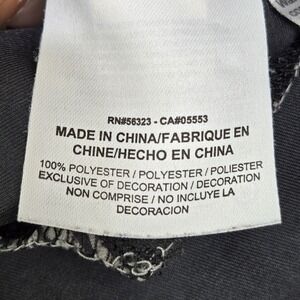 RN#56323 - CA#05553
MADE IN CHINA/FABRIQUE EN
CHINE/HECHO EN CHINA
100% POLYESTER / POLYESTER / POLIESTER
EXCLUSIVE OF DECORATION / DECORATION
NON COMPRISE / NO INCLUYE LA
DECORACION